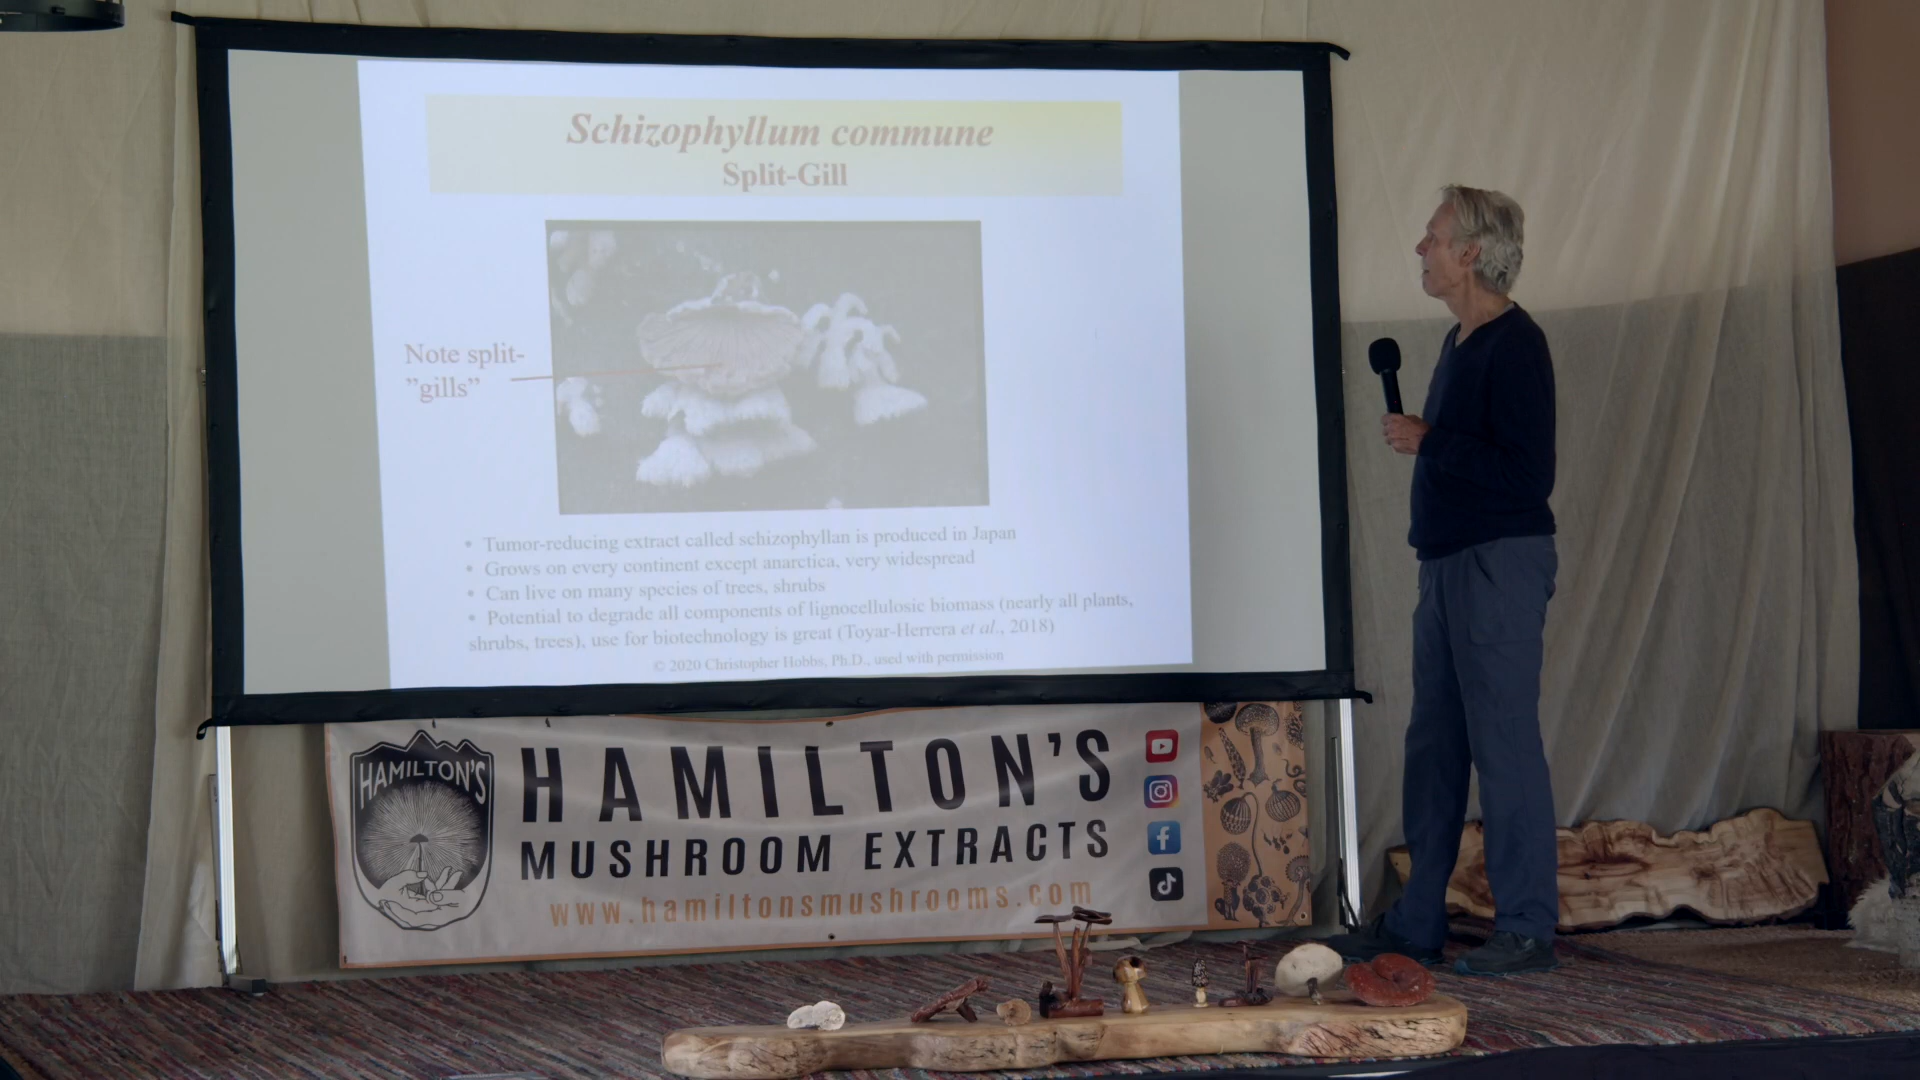 Schizophyllum commune
Split-Gill
Note split-
"gills"
• Tumor-reducing extract called schizophyllan is produced in Japan
• Grows on every continent except anarctica, very widespread
• Can live on many species of trees, shrubs
• Potential to degrade all components of lignocellulosic biomass (nearly all plants,
shrubs, trees), use for biotechnology is great (Toyar-Herrera et al., 2018)
© 2020 Christopher Hobbs, Ph.D., used with permission
HAMILTON'S
HAMILTON'S
MUSHROOM EXTRACTS
www.hamiltonsmushrooms.com